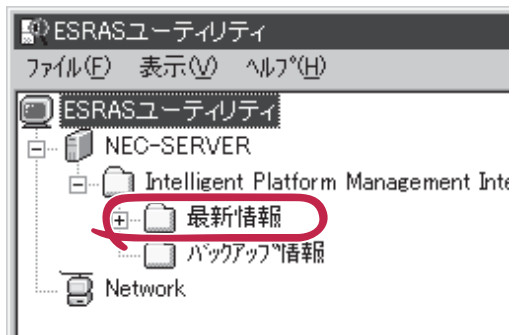 ESRASユーティリティ
ファイル(F) 表示(V) ヘルプ(H)
ESRASユーティリティ
NEC-SERVER
Intelligent Platform Management Inte
最新情報
バックアップ情報
Network